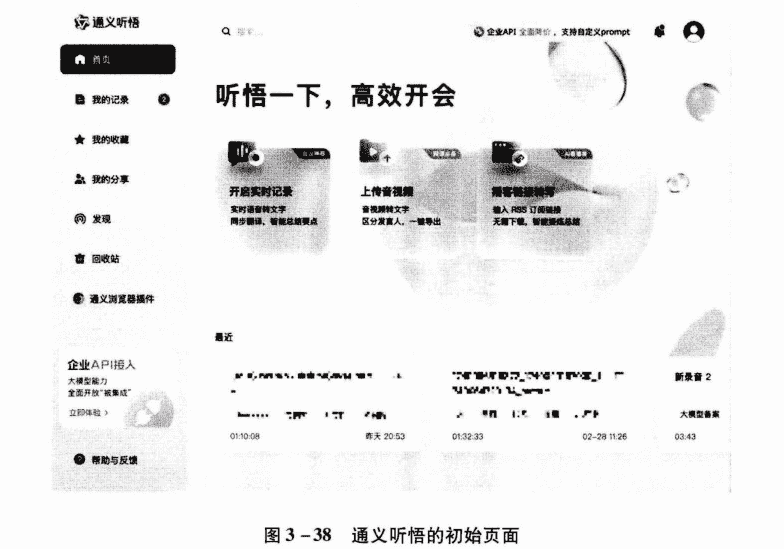 通义听悟
搜索...
企业API 全面降价,支持自定义prompt
首页
我的记录 2
我的收藏
我的分享
发现
回收站
通义浏览器插件
企业API接入
大模型能力
全面开放“被集成”
立即体验 >
帮助与反馈
听悟一下,高效开会
开启实时记录
实时语音转文字
同步翻译,智能总结要点
上传音视频
音视频转文字
区分发言人,一键导出
播客链接转写
输入 RSS 订阅链接
无需下载,智能提炼总结
最近
01:10:08 昨天 20:53
01:32:33 02-28 11:26
新录音 2
大模型备案
03:43
图 3-38 通义听悟的初始页面